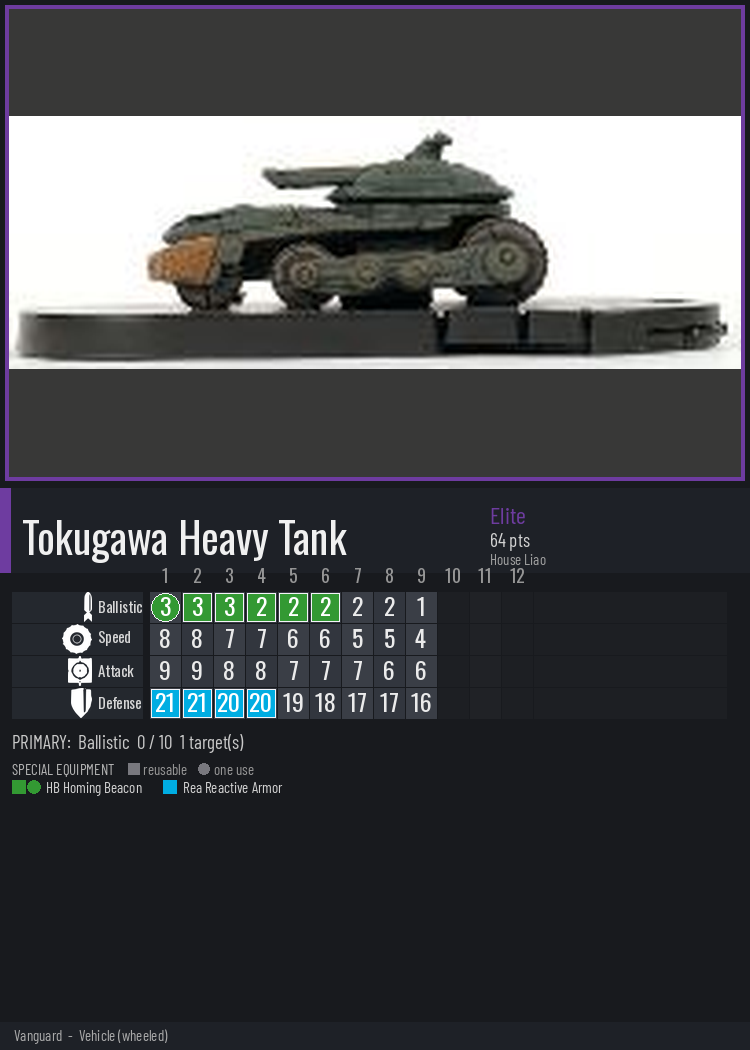 Tokugawa Heavy Tank
Elite
64 pts
House Liao
1 2 3 4 5 6 7 8 9 10 11 12
Ballistic 3 3 3 2 2 2 2 2 1
Speed 8 8 7 7 6 6 5 5 4
Attack 9 9 8 8 7 7 7 6 6
Defense 21 21 20 20 19 18 17 17 16
PRIMARY: Ballistic 0 / 10 1 target(s)
SPECIAL EQUIPMENT reusable one use
HB Homing Beacon Rea Reactive Armor
Vanguard - Vehicle (wheeled)